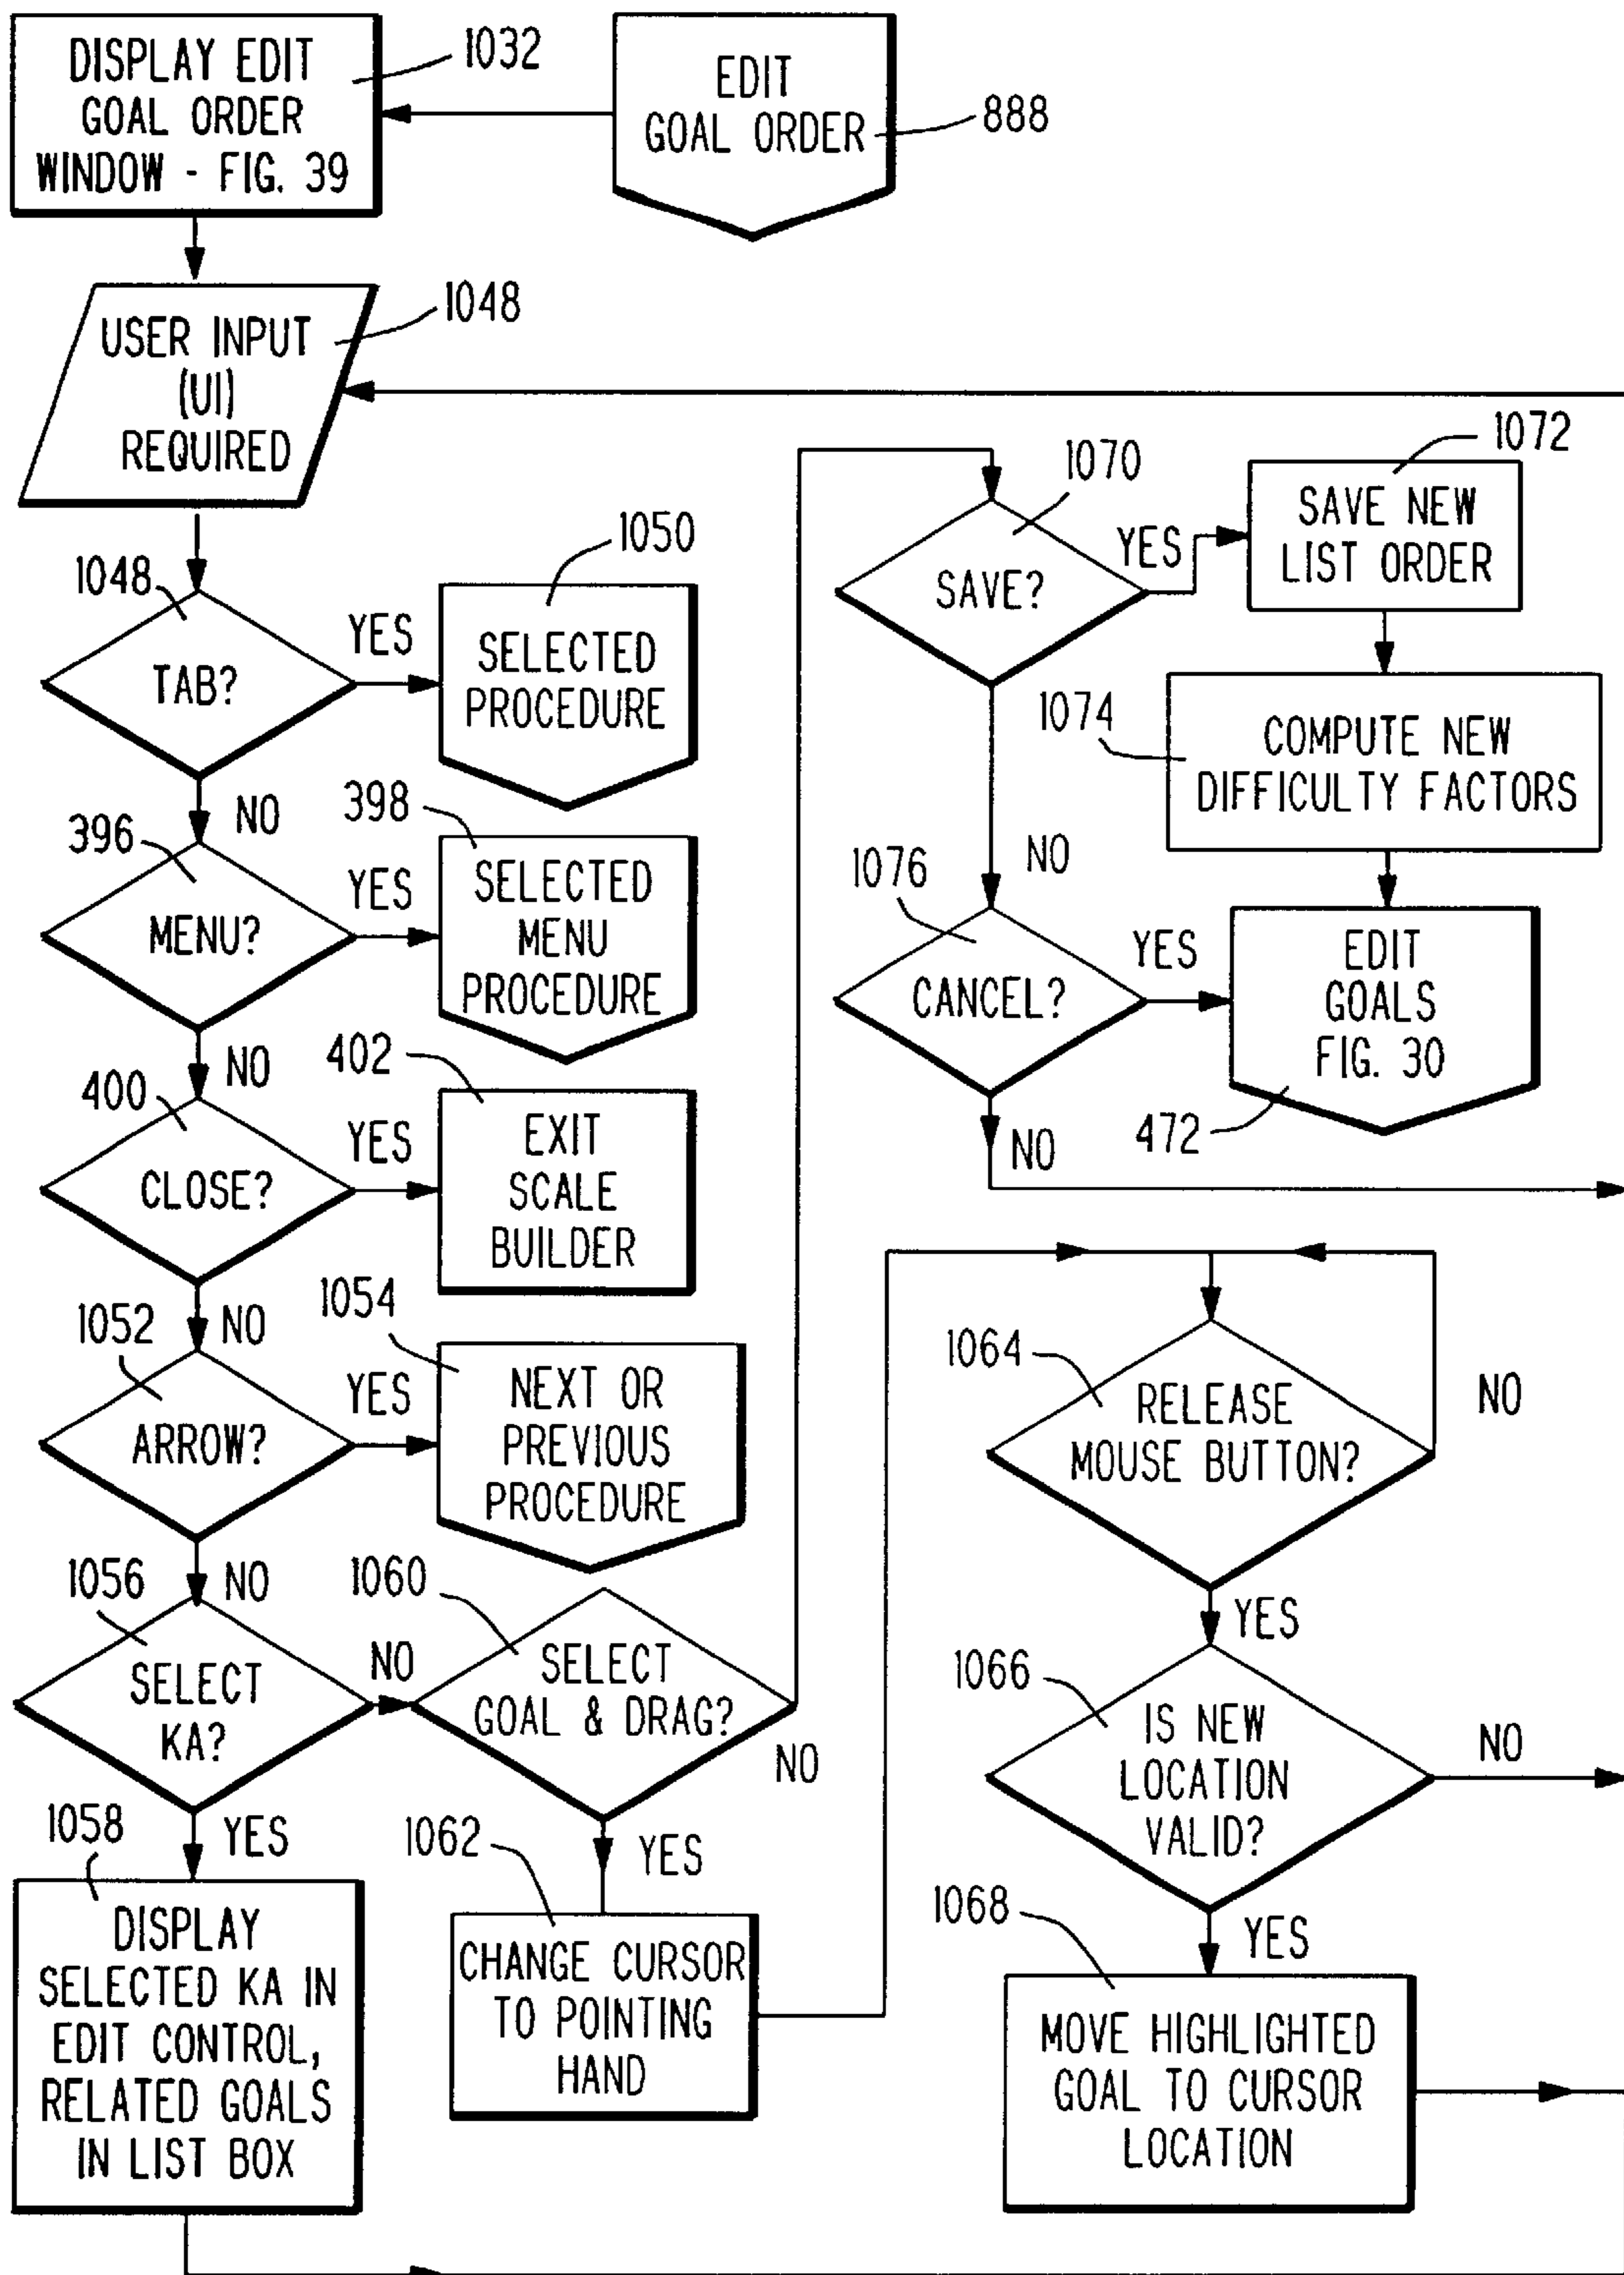 DISPLAY EDIT
GOAL ORDER
WINDOW - FIG. 39
1032
EDIT
GOAL ORDER
888
USER INPUT
(UI)
REQUIRED
1048
1048
TAB?
YES
1050
SELECTED
PROCEDURE
NO
396
MENU?
YES
398
SELECTED
MENU
PROCEDURE
NO
400
CLOSE?
YES
402
EXIT
SCALE
BUILDER
NO
1052
ARROW?
YES
1054
NEXT OR
PREVIOUS
PROCEDURE
NO
1056
SELECT
KA?
NO
1060
SELECT
GOAL & DRAG?
NO
YES
1058
DISPLAY
SELECTED KA IN
EDIT CONTROL,
RELATED GOALS
IN LIST BOX
YES
1062
CHANGE CURSOR
TO POINTING
HAND
1070
SAVE?
YES
1072
SAVE NEW
LIST ORDER
1074
COMPUTE NEW
DIFFICULTY FACTORS
NO
1076
CANCEL?
YES
EDIT
GOALS
FIG. 30
472
NO
1064
RELEASE
MOUSE BUTTON?
NO
YES
1066
IS NEW
LOCATION
VALID?
NO
YES
1068
MOVE HIGHLIGHTED
GOAL TO CURSOR
LOCATION